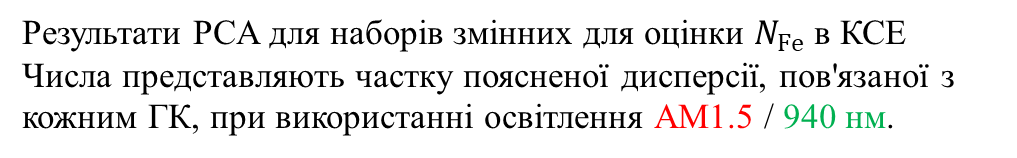 Результати PCA для наборів змінних для оцінки N_Fe в КСЕ
Числа представляють частку поясненої дисперсії, пов'язаної з
кожним ГК, при використанні освітлення AM1.5 / 940 нм.